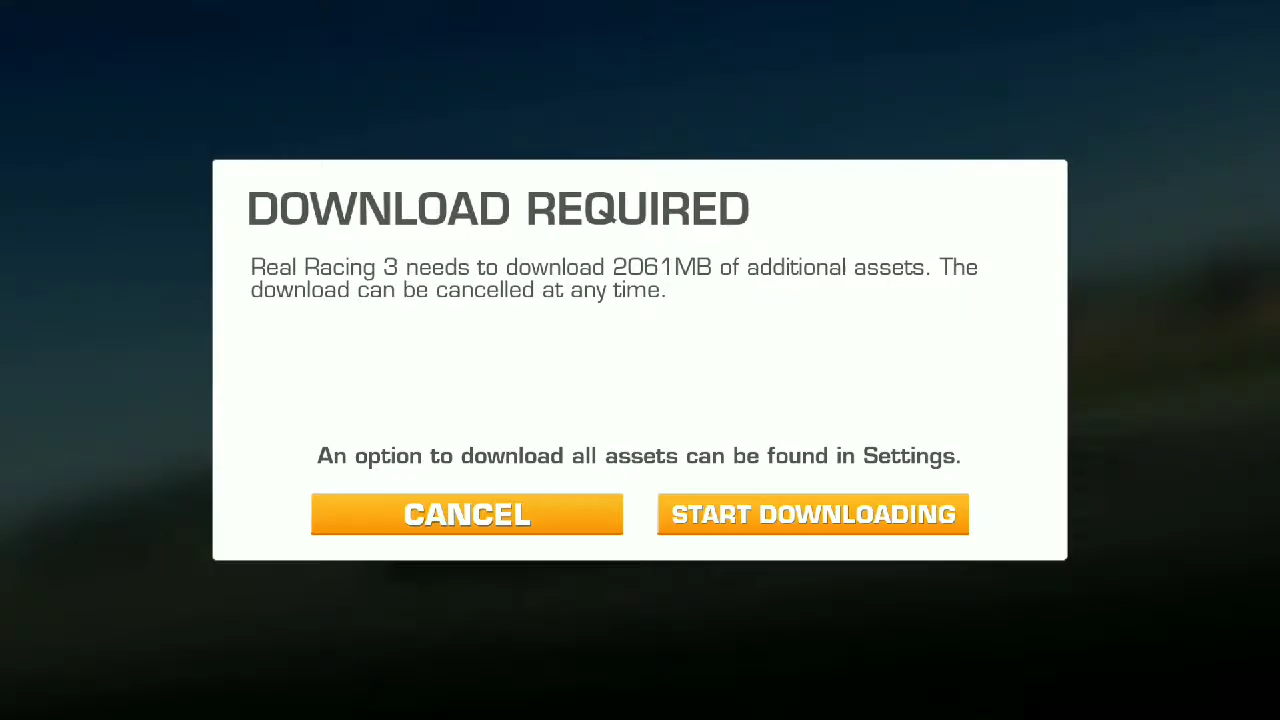 DOWNLOAD REQUIRED
Real Racing 3 needs to download 2061MB of additional assets. The
download can be cancelled at any time.
An option to download all assets can be found in Settings.
CANCEL
START DOWNLOADING